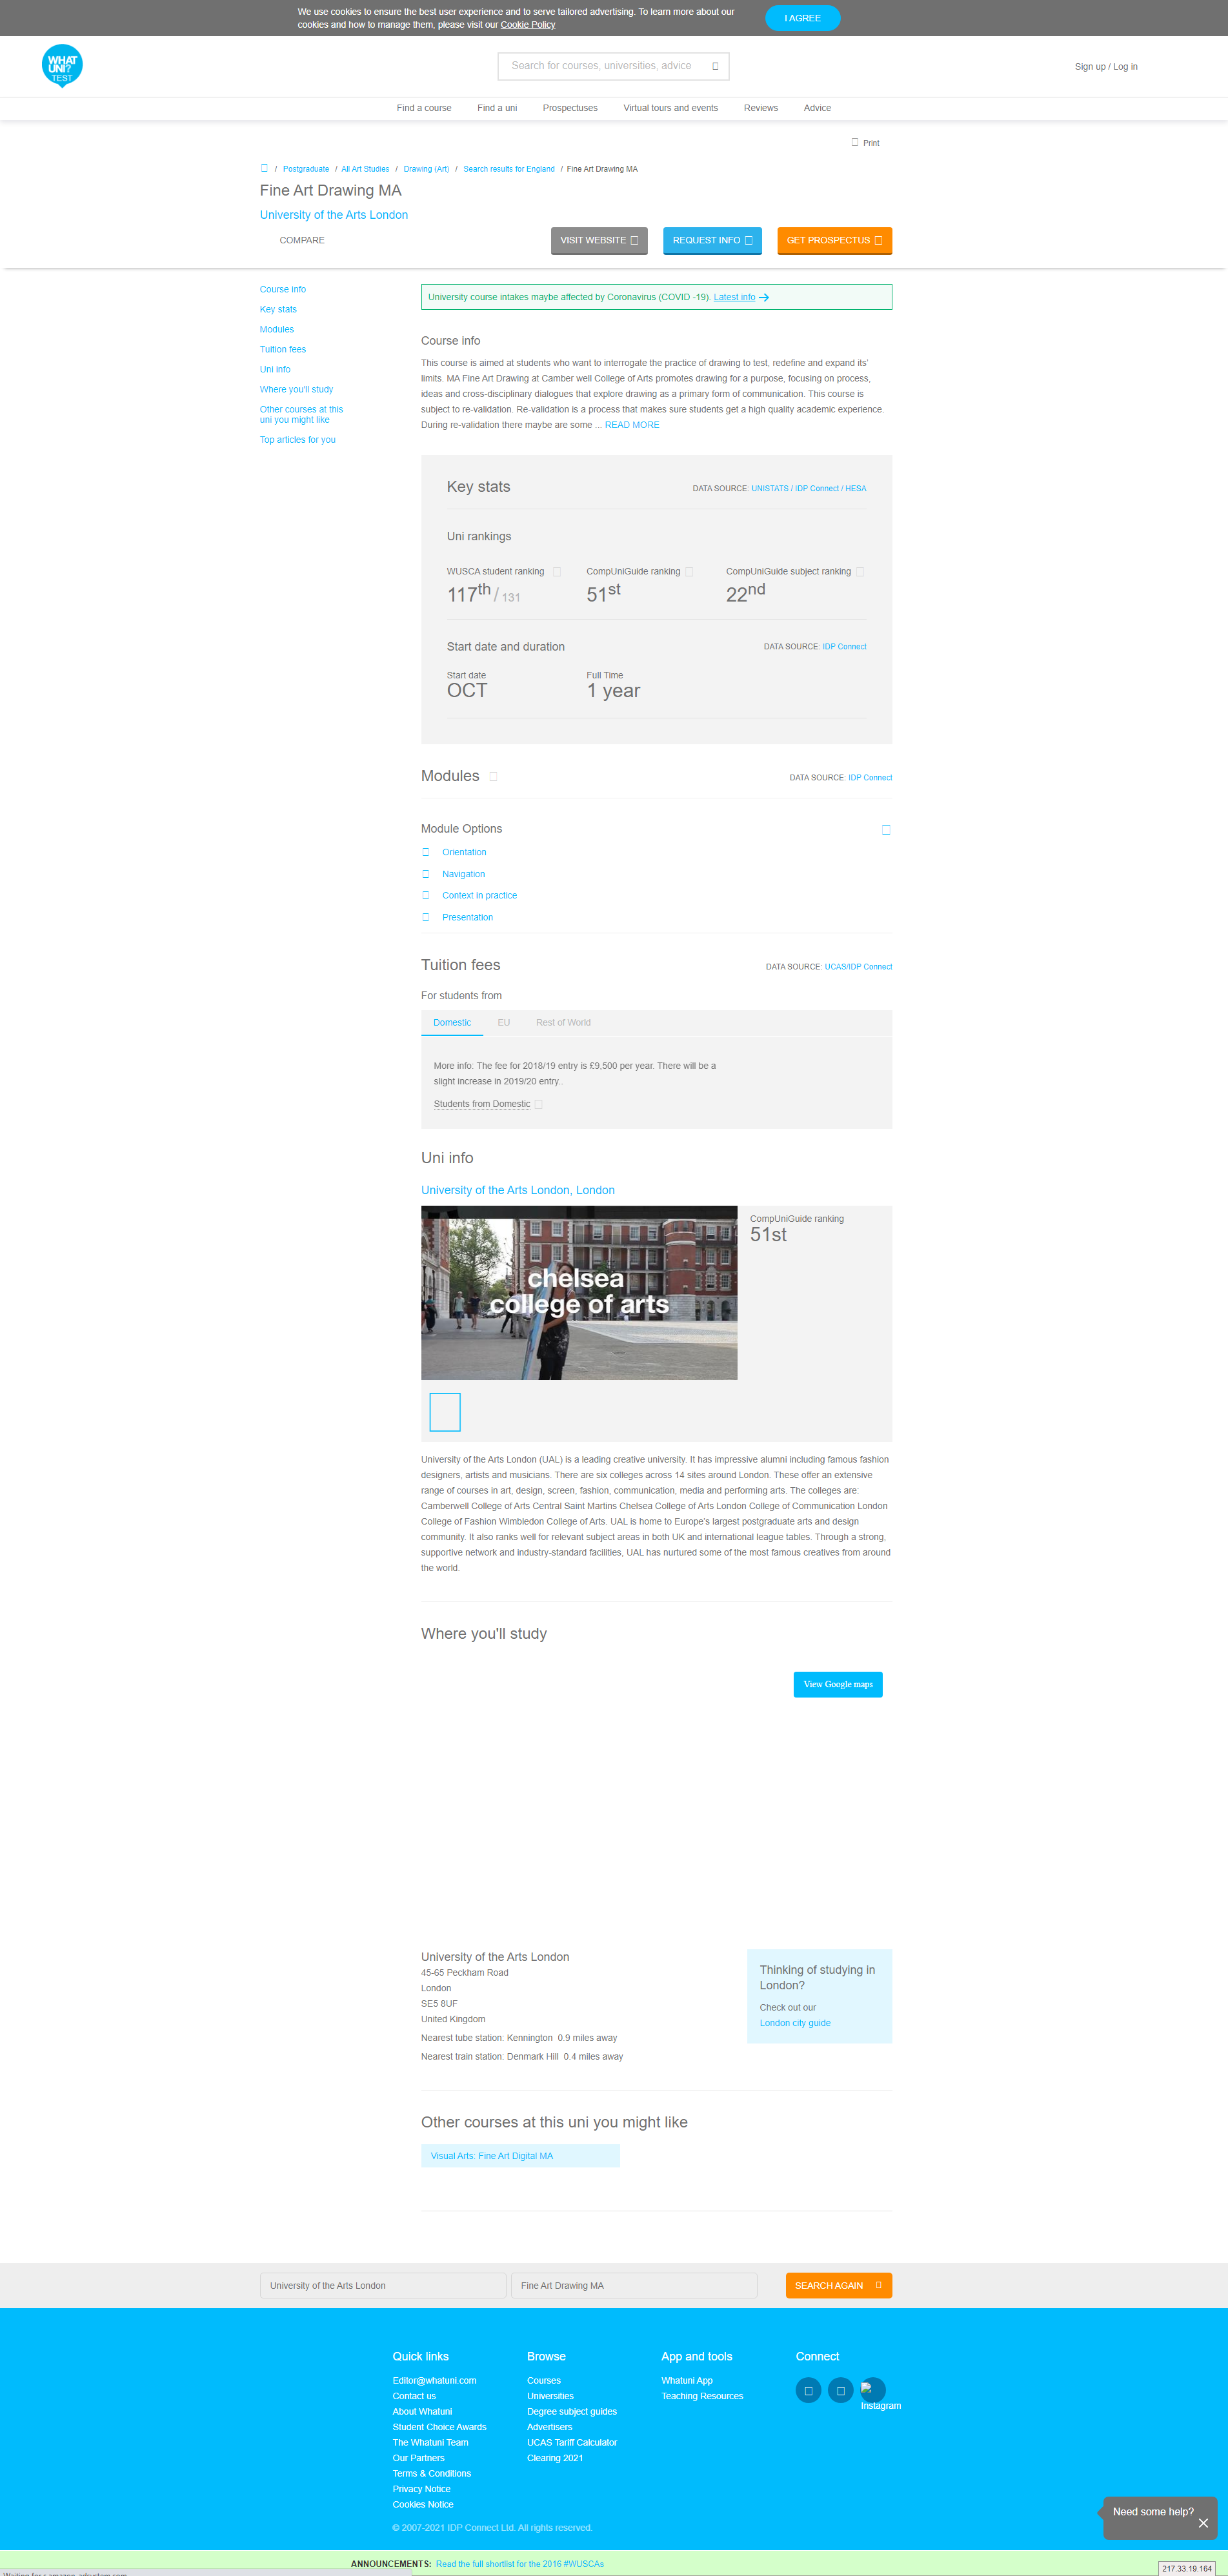 We use cookies to ensure the best user experience and to serve tailored advertising. To learn more about our
cookies and how to manage them, please visit our Cookie Policy
I AGREE
WHAT
UNI?
TEST
Search for courses, universities, advice
Sign up / Log in
Find a course Find a uni Prospectuses Virtual tours and events Reviews Advice
Print
/ Postgraduate / All Art Studies / Drawing (Art) / Search results for England / Fine Art Drawing MA
Fine Art Drawing MA
University of the Arts London
COMPARE
VISIT WEBSITE
REQUEST INFO
GET PROSPECTUS
Course info
Key stats
Modules
Tuition fees
Uni info
Where you'll study
Other courses at this
uni you might like
Top articles for you
University course intakes maybe affected by Coronavirus (COVID -19). Latest info
Course info
This course is aimed at students who want to interrogate the practice of drawing to test, redefine and expand its'
limits. MA Fine Art Drawing at Camber well College of Arts promotes drawing for a purpose, focusing on process,
ideas and cross-disciplinary dialogues that explore drawing as a primary form of communication. This course is
subject to re-validation. Re-validation is a process that makes sure students get a high quality academic experience.
During re-validation there maybe are some ... READ MORE
Key stats
DATA SOURCE: UNISTATS / IDP Connect / HESA
Uni rankings
WUSCA student ranking
117th / 131
CompUniGuide ranking
51st
CompUniGuide subject ranking
22nd
Start date and duration
DATA SOURCE: IDP Connect
Start date
OCT
Full Time
1 year
Modules
DATA SOURCE: IDP Connect
Module Options
Orientation
Navigation
Context in practice
Presentation
Tuition fees
DATA SOURCE: UCAS/IDP Connect
For students from
Domestic EU Rest of World
More info: The fee for 2018/19 entry is £9,500 per year. There will be a
slight increase in 2019/20 entry..
Students from Domestic
Uni info
University of the Arts London, London
chelsea
college of arts
CompUniGuide ranking
51st
University of the Arts London (UAL) is a leading creative university. It has impressive alumni including famous fashion
designers, artists and musicians. There are six colleges across 14 sites around London. These offer an extensive
range of courses in art, design, screen, fashion, communication, media and performing arts. The colleges are:
Camberwell College of Arts Central Saint Martins Chelsea College of Arts London College of Communication London
College of Fashion Wimbledon College of Arts. UAL is home to Europe's largest postgraduate arts and design
community. It also ranks well for relevant subject areas in both UK and international league tables. Through a strong,
supportive network and industry-standard facilities, UAL has nurtured some of the most famous creatives from around
the world.
Where you'll study
View Google maps
University of the Arts London
45-65 Peckham Road
London
SE5 8UF
United Kingdom
Nearest tube station: Kennington 0.9 miles away
Nearest train station: Denmark Hill 0.4 miles away
Thinking of studying in
London?
Check out our
London city guide
Other courses at this uni you might like
Visual Arts: Fine Art Digital MA
University of the Arts London
Fine Art Drawing MA
SEARCH AGAIN
Quick links
Editor@whatuni.com
Contact us
About Whatuni
Student Choice Awards
The Whatuni Team
Our Partners
Terms & Conditions
Privacy Notice
Cookies Notice
Browse
Courses
Universities
Degree subject guides
Advertisers
UCAS Tariff Calculator
Clearing 2021
App and tools
Whatuni App
Teaching Resources
Connect
Instagram
© 2007-2021 IDP Connect Ltd. All rights reserved.
Need some help?
ANNOUNCEMENTS: Read the full shortlist for the 2016 #WUSCAs
217.33.19.164